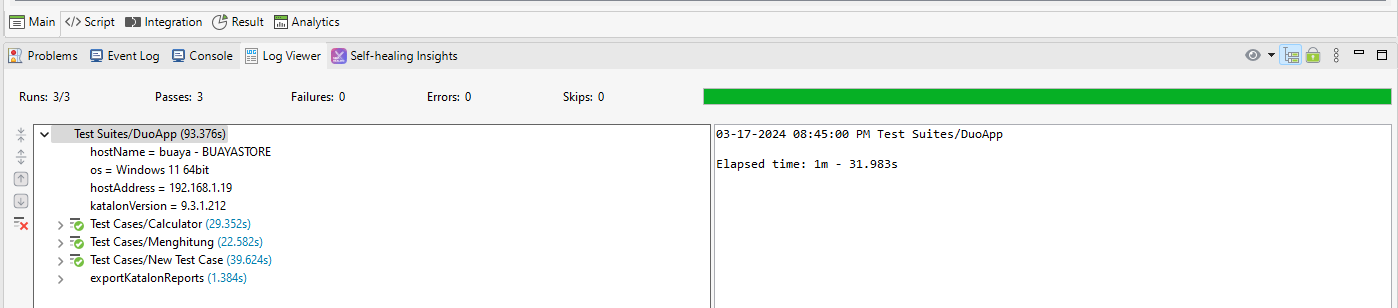 Main Script Integration Result Analytics
Problems Event Log Console Log Viewer Self-healing Insights
Runs: 3/3 Passes: 3 Failures: 0 Errors: 0 Skips: 0
Test Suites/DuoApp (93.376s)
hostName = buaya - BUAYASTORE
os = Windows 11 64bit
hostAddress = 192.168.1.19
katalonVersion = 9.3.1.212
Test Cases/Calculator (29.352s)
Test Cases/Menghitung (22.582s)
Test Cases/New Test Case (39.624s)
exportKatalonReports (1.384s)
03-17-2024 08:45:00 PM Test Suites/DuoApp
Elapsed time: 1m - 31.983s